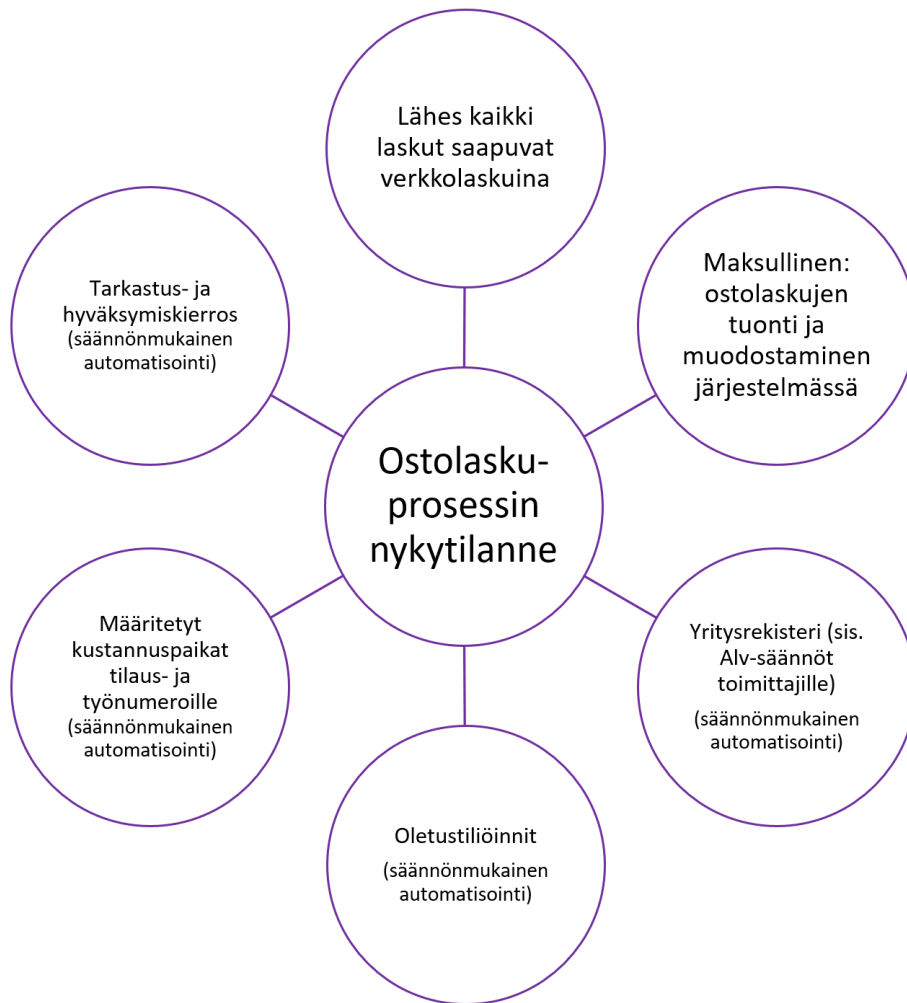 Lähes kaikki
laskut saapuvat
verkkolaskuina
Maksullinen:
ostolaskujen
tuonti ja
muodostaminen
järjestelmässä
Yritysrekisteri (sis.
Alv-säännöt
toimittajille)
(säännönmukainen
automatisointi)
Oletustiliöinnit
(säännönmukainen
automatisointi)
Määritetyt
kustannuspaikat
tilaus- ja
työnumeroille
(säännönmukainen
automatisointi)
Tarkastus- ja
hyväksymiskierros
(säännönmukainen
automatisointi)
Ostolasku-
prosessin
nykytilanne